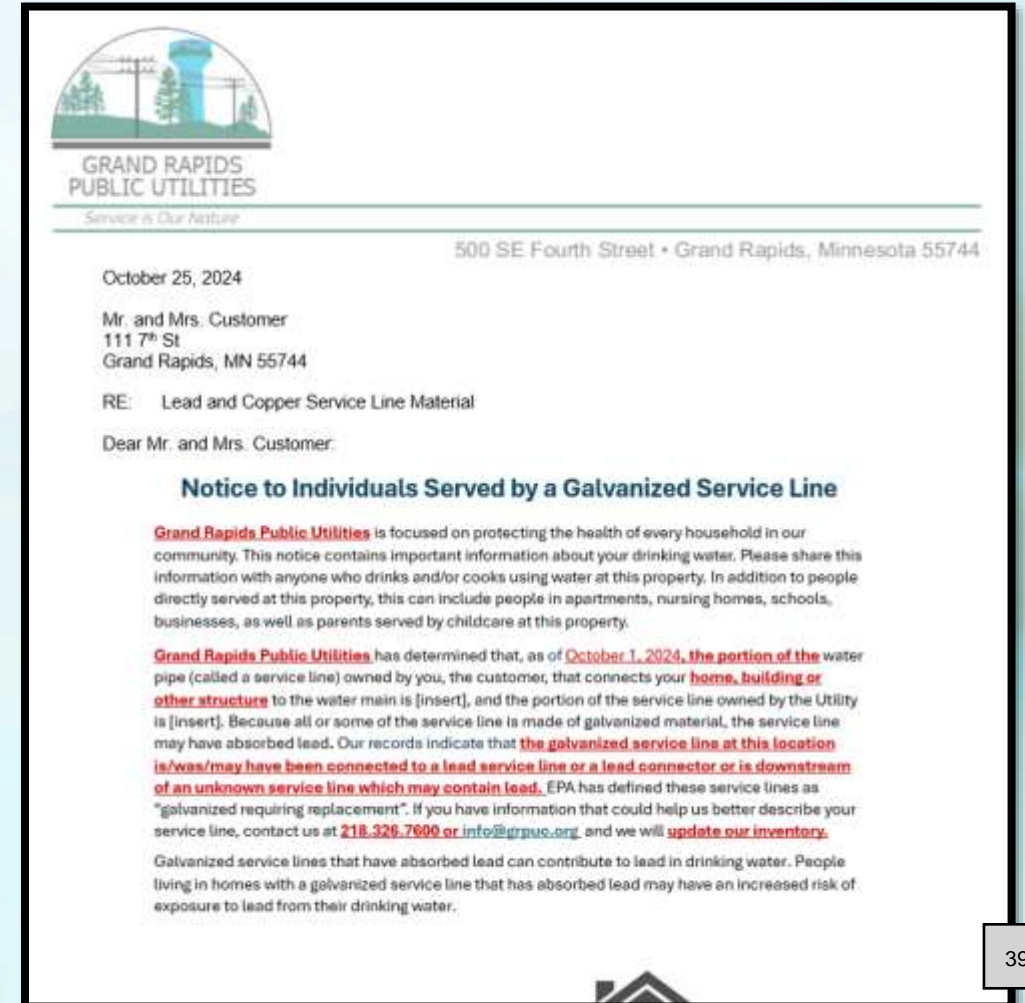 GRAND RAPIDS
PUBLIC UTILITIES
Service is Our Nature
500 SE Fourth Street • Grand Rapids, Minnesota 55744
October 25, 2024
Mr. and Mrs. Customer
111 7th St
Grand Rapids, MN 55744
RE: Lead and Copper Service Line Material
Dear Mr. and Mrs. Customer:
Notice to Individuals Served by a Galvanized Service Line
Grand Rapids Public Utilities is focused on protecting the health of every household in our
community. This notice contains important information about your drinking water. Please share this
information with anyone who drinks and/or cooks using water at this property. In addition to people
directly served at this property, this can include people in apartments, nursing homes, schools,
businesses, as well as parents served by childcare at this property.
Grand Rapids Public Utilities has determined that, as of October 1, 2024, the portion of the water
pipe (called a service line) owned by you, the customer, that connects your home, building or
other structure to the water main is [insert], and the portion of the service line owned by the Utility
is [insert]. Because all or some of the service line is made of galvanized material, the service line
may have absorbed lead. Our records indicate that the galvanized service line at this location
is/was/may have been connected to a lead service line or a lead connector or is downstream
of an unknown service line which may contain lead. EPA has defined these service lines as
"galvanized requiring replacement". If you have information that could help us better describe your
service line, contact us at 218.326.7600 or info@grpuc.org and we will update our inventory.
Galvanized service lines that have absorbed lead can contribute to lead in drinking water. People
living in homes with a galvanized service line that has absorbed lead may have an increased risk of
exposure to lead from their drinking water.
39